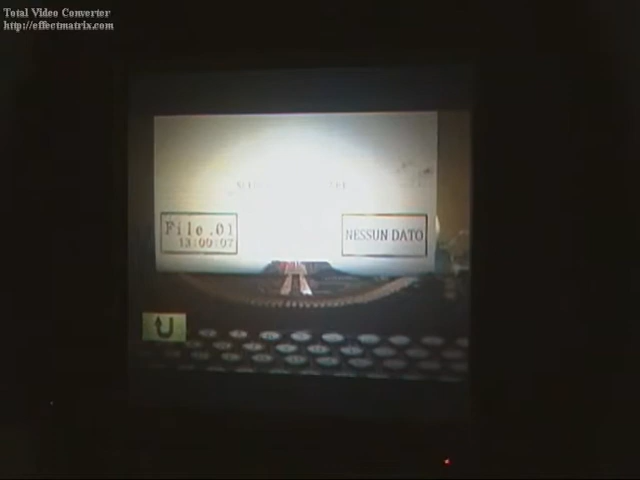 Total Video Converter
http://effectmatrix.com
File.01
13:00:07
NESSUN DATO